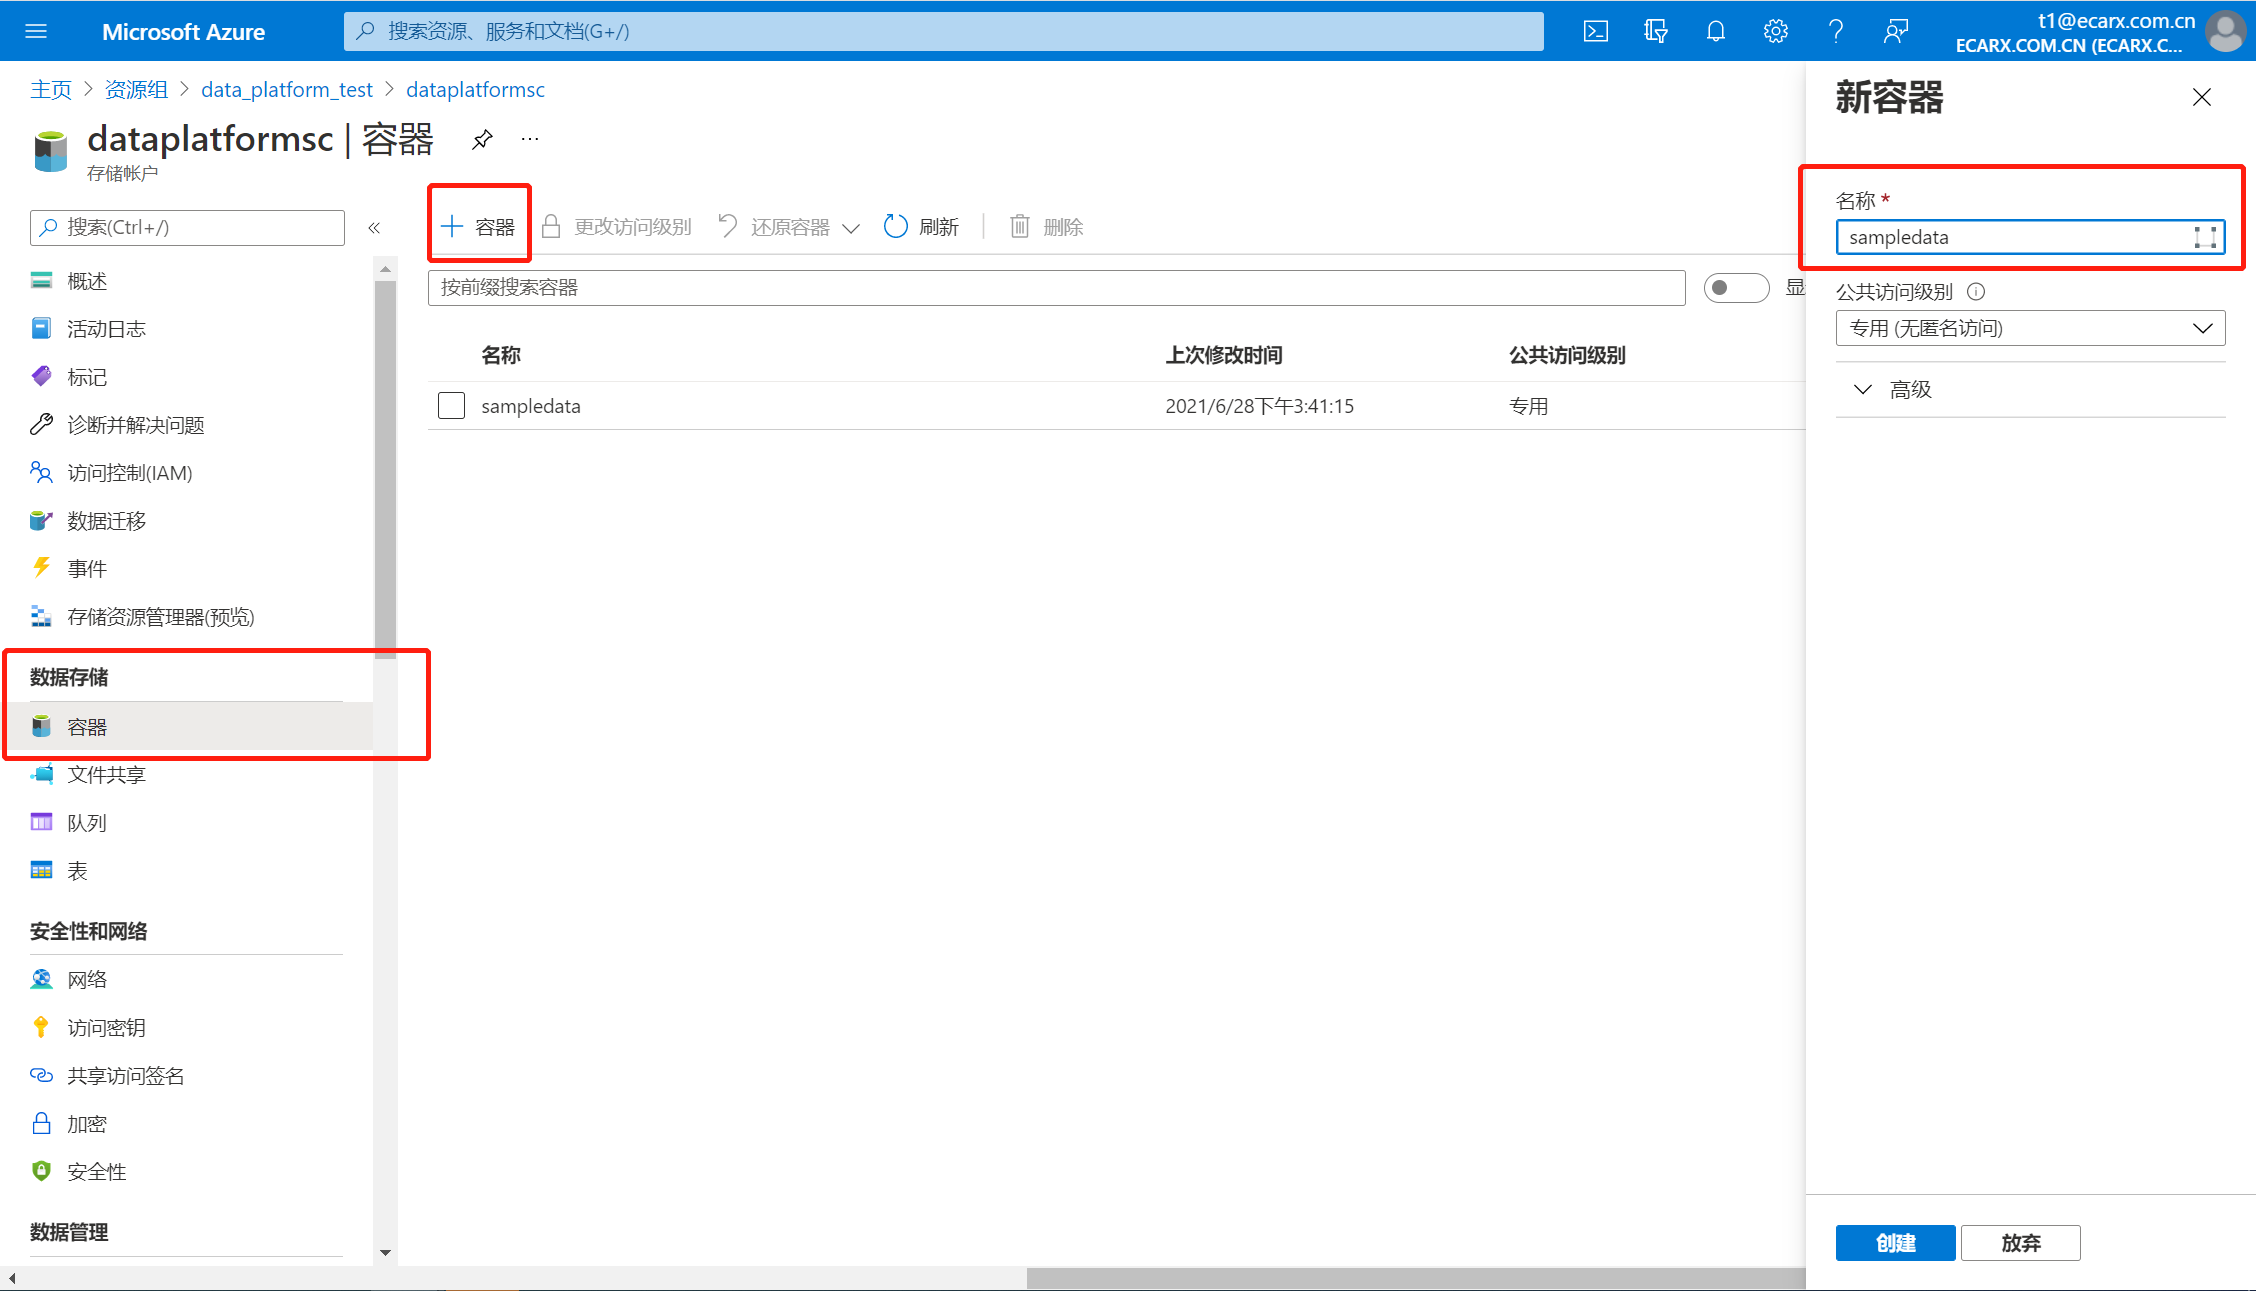 Microsoft Azure
搜索资源、服务和文档(G+/)
t1@ecarx.com.cn
ECARX.COM.CN (ECARX.C...
主页 > 资源组 > data_platform_test > dataplatformsc
dataplatformsc | 容器
存储帐户
搜索(Ctrl+/)
概述
活动日志
标记
诊断并解决问题
访问控制(IAM)
数据迁移
事件
存储资源管理器(预览)
数据存储
容器
文件共享
队列
表
安全性和网络
网络
访问密钥
共享访问签名
加密
安全性
数据管理
容器 更改访问级别 还原容器 刷新 删除
按前缀搜索容器
显
名称 上次修改时间 公共访问级别
sampledata 2021/6/28下午3:41:15 专用
新容器
名称 *
sampledata
公共访问级别
专用 (无匿名访问)
高级
创建 放弃